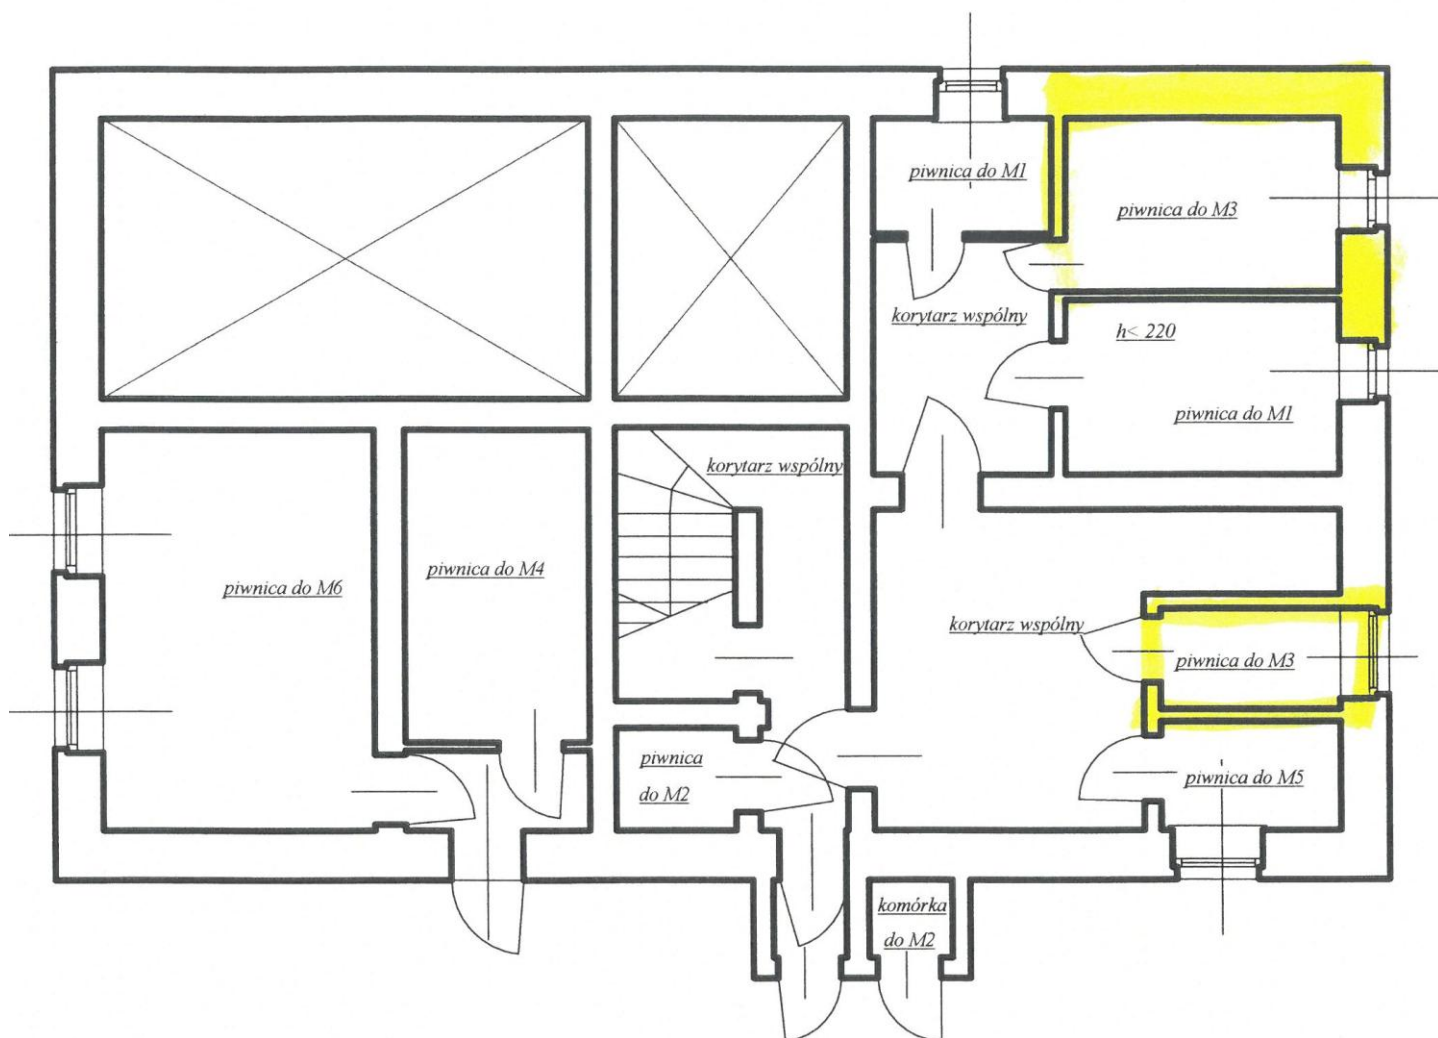 piwnica do M1
piwnica do M3
korytarz wspólny
h< 220
piwnica do M1
korytarz wspólny
piwnica do M4
piwnica do M6
korytarz wspólny
piwnica do M3
piwnica
do M2
piwnica do M5
komórka
do M2